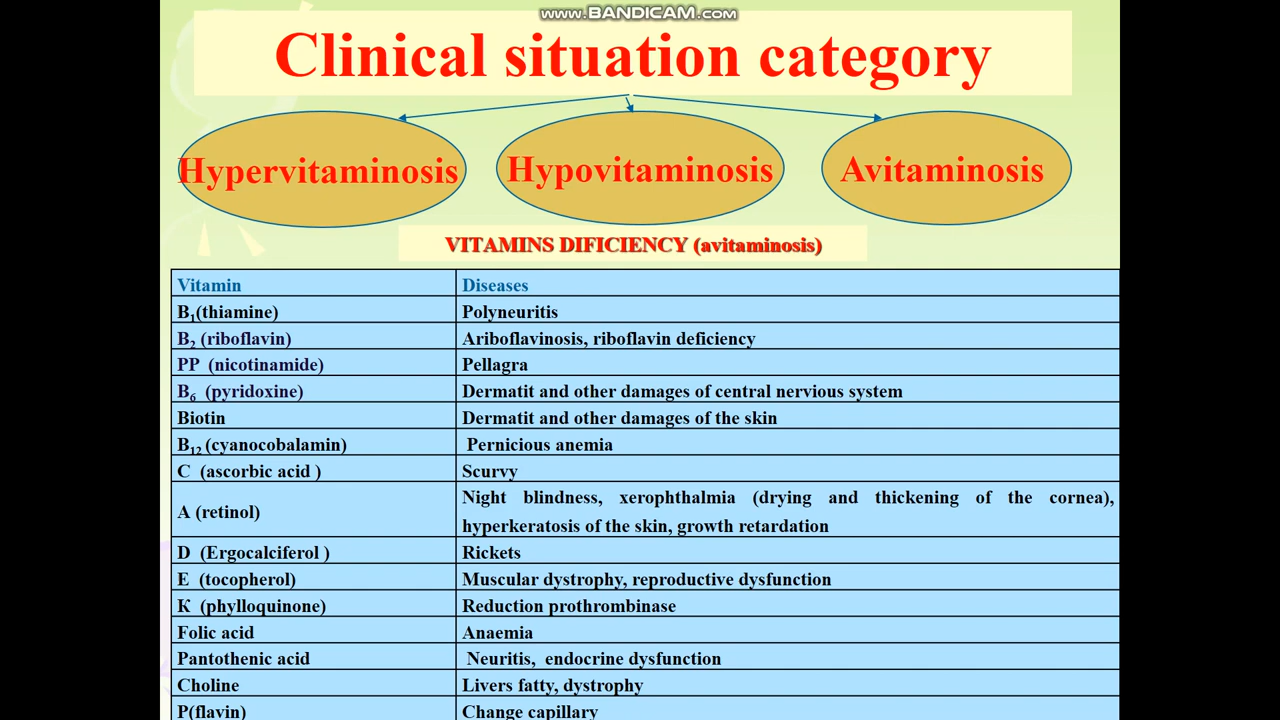 www.BANDICAM.com
Clinical situation category
Hypervitaminosis Hypovitaminosis Avitaminosis
VITAMINS DIFICIENCY (avitaminosis)
Vitamin Diseases
B1(thiamine) Polyneuritis
B2 (riboflavin) Ariboflavinosis, riboflavin deficiency
PP (nicotinamide) Pellagra
B6 (pyridoxine) Dermatit and other damages of central nervious system
Biotin Dermatit and other damages of the skin
B12 (cyanocobalamin) Pernicious anemia
C (ascorbic acid ) Scurvy
A (retinol) Night blindness, xerophthalmia (drying and thickening of the cornea),
hyperkeratosis of the skin, growth retardation
D (Ergocalciferol ) Rickets
E (tocopherol) Muscular dystrophy, reproductive dysfunction
K (phylloquinone) Reduction prothrombinase
Folic acid Anaemia
Pantothenic acid Neuritis, endocrine dysfunction
Choline Livers fatty, dystrophy
P(flavin) Change capillary